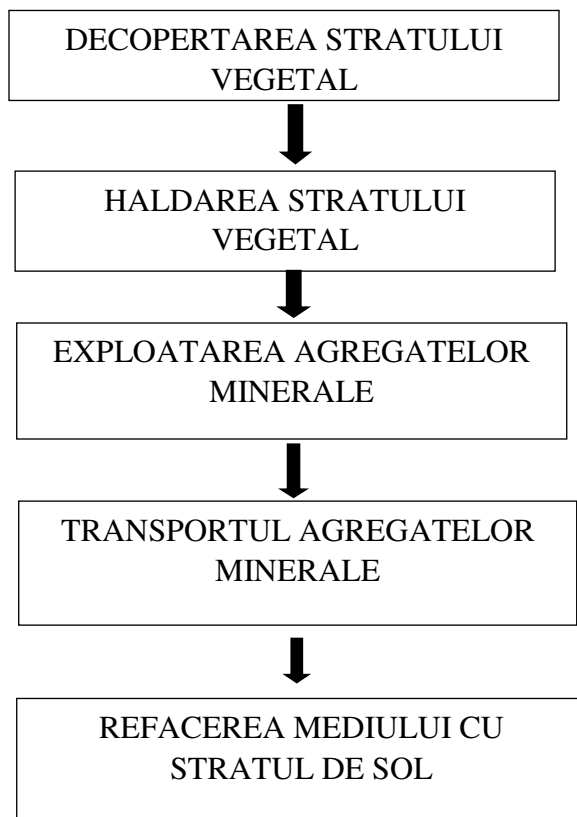 DECOPERTAREA STRATULUI
VEGETAL
HALDAREA STRATULUI
VEGETAL
EXPLOATAREA AGREGATELOR
MINERALE
TRANSPORTUL AGREGATELOR
MINERALE
REFACEREA MEDIULUI CU
STRATUL DE SOL